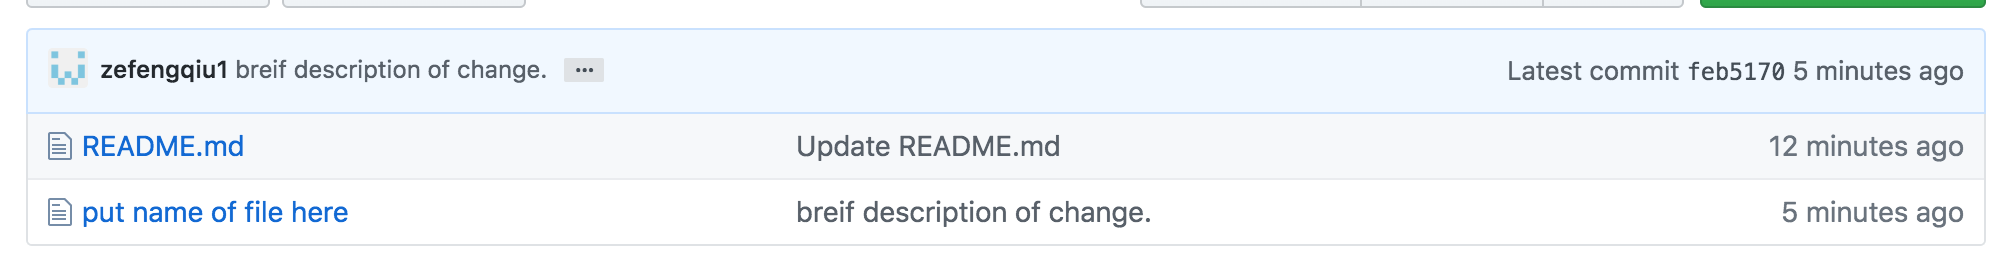 zefengqiu1 breif description of change. ...
Latest commit feb5170 5 minutes ago
README.md Update README.md 12 minutes ago
put name of file here breif description of change. 5 minutes ago